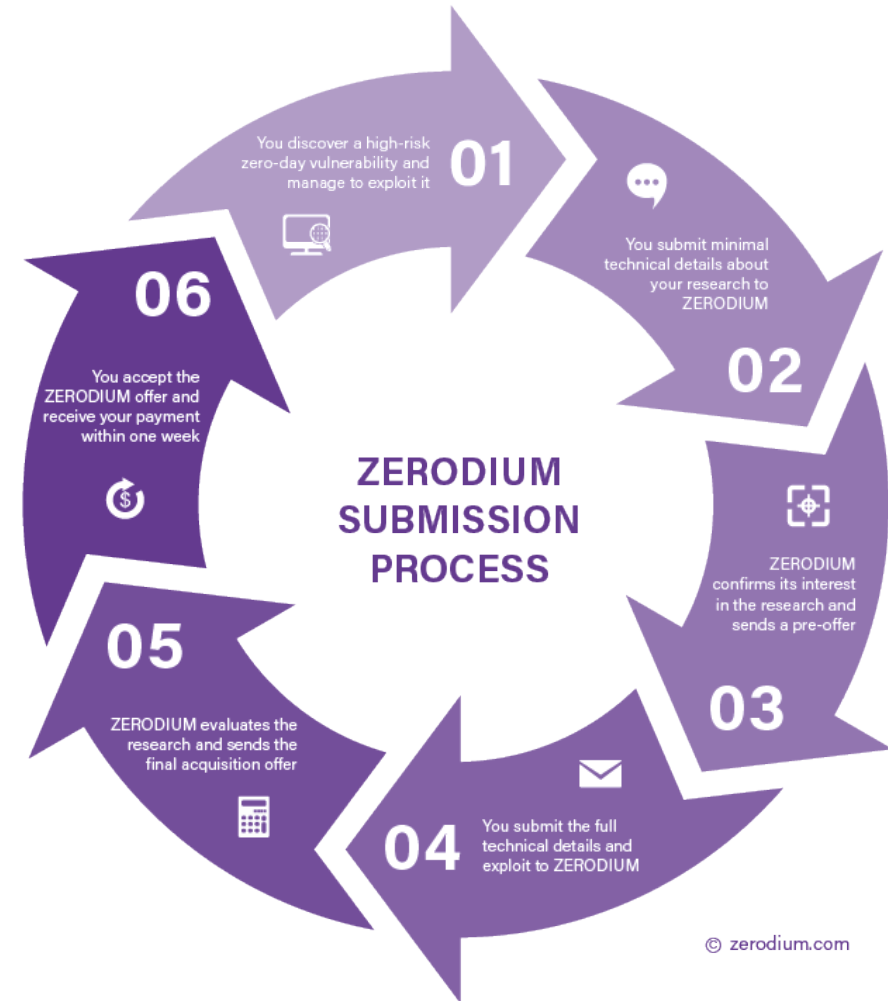 01
You discover a high-risk
zero-day vulnerability and
manage to exploit it
You submit minimal
technical details about
your research to
ZERODIUM
02
ZERODIUM
confirms its interest
in the research and
sends a pre-offer
03
04
You submit the full
technical details and
exploit to ZERODIUM
05
ZERODIUM evaluates the
research and sends the
final acquisition offer
06
You accept the
ZERODIUM offer and
receive your payment
within one week
$
ZERODIUM
SUBMISSION
PROCESS
© zerodium.com